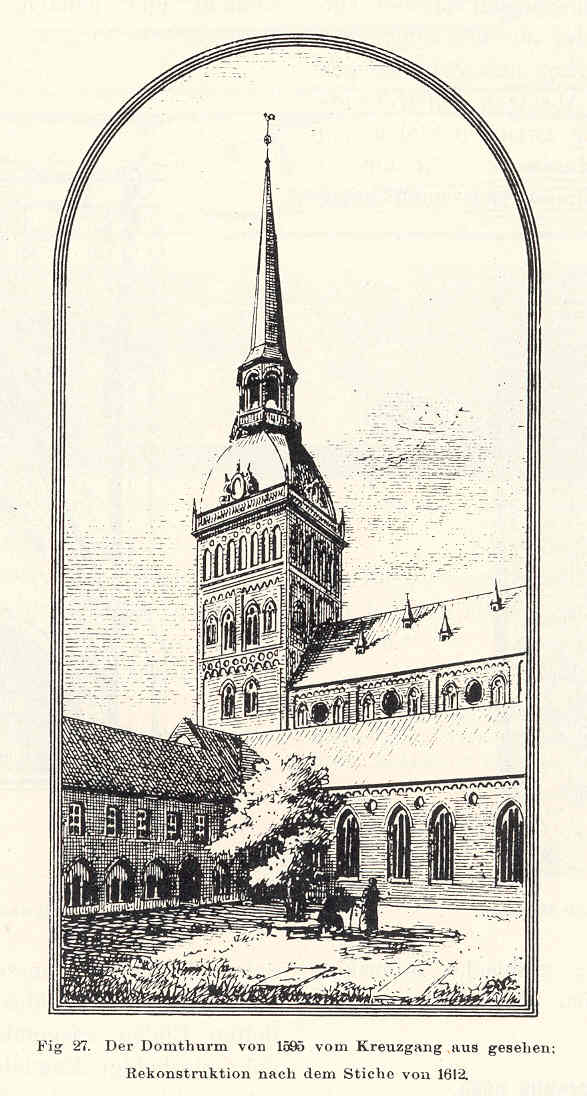 Fig 27. Der Domthurm von 1595 vom Kreuzgang aus gesehen;
Rekonstruktion nach dem Stiche von 1612.